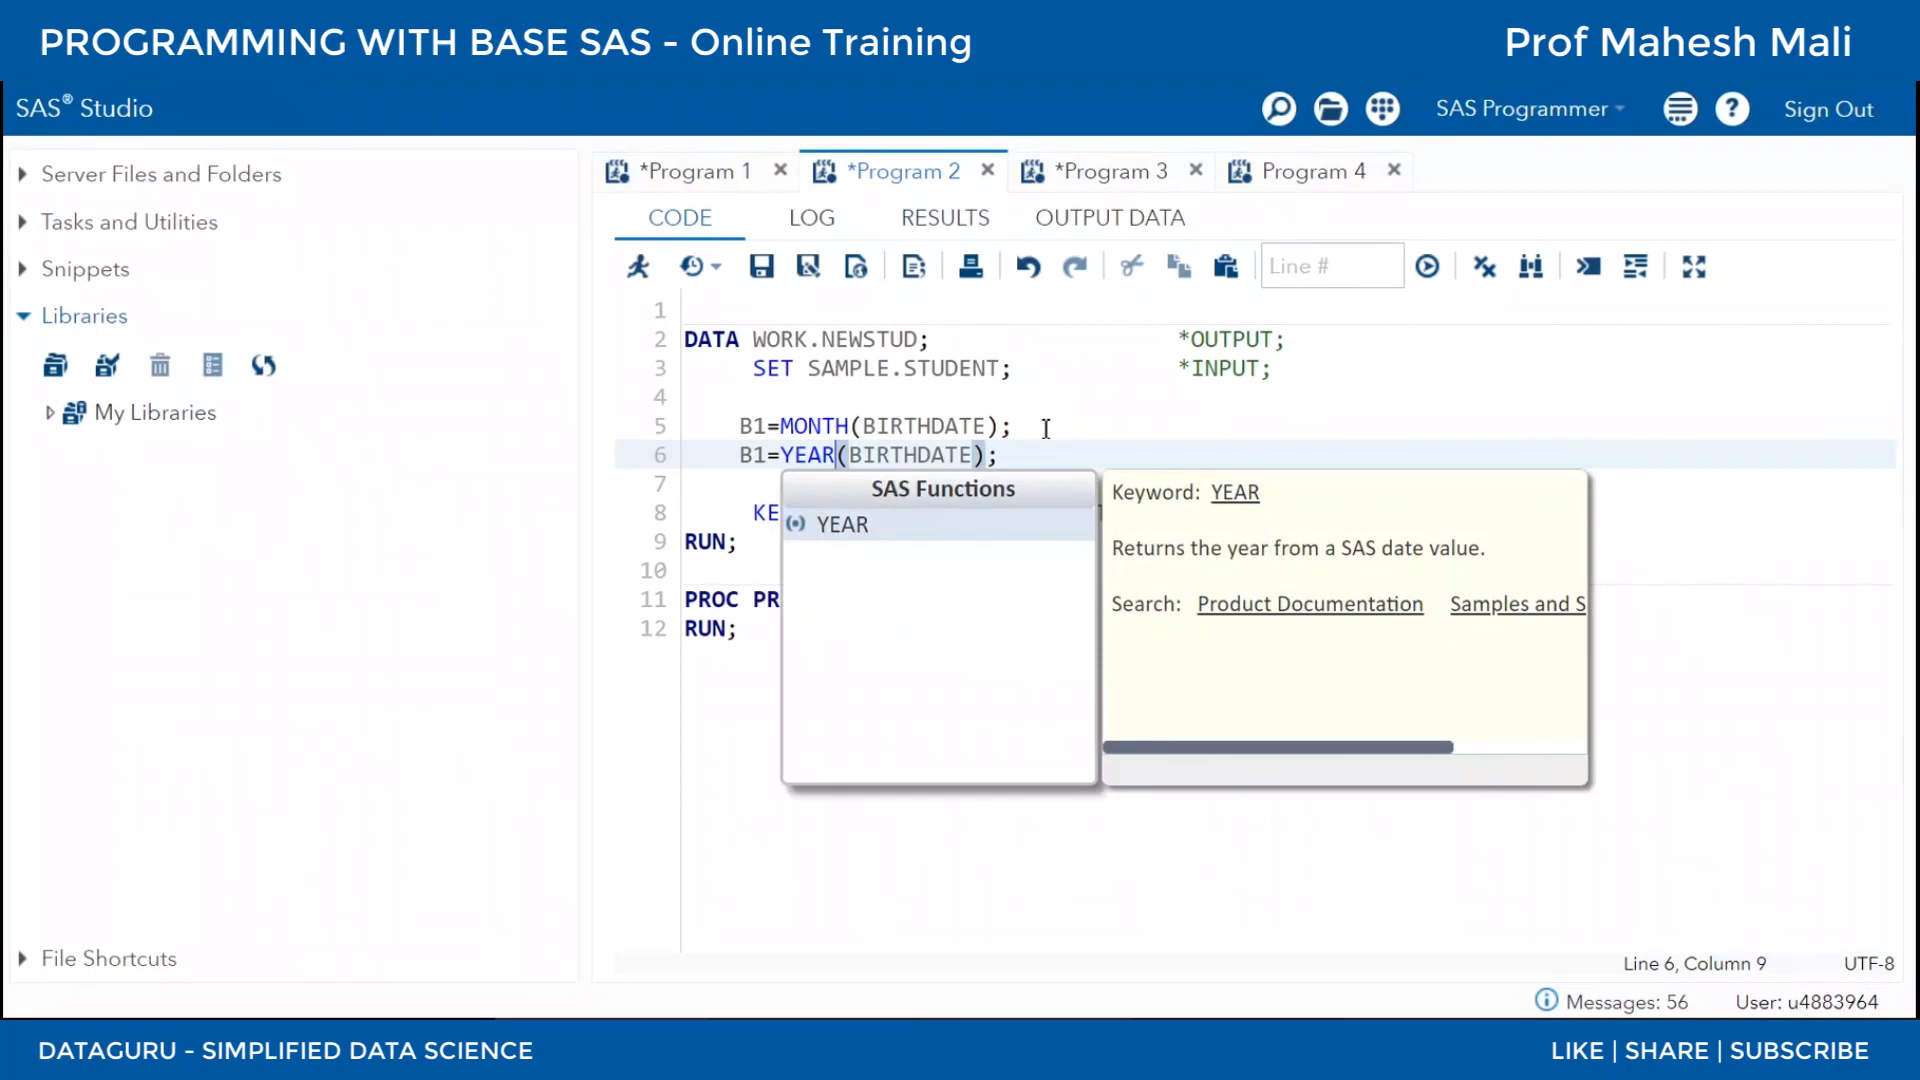 PROGRAMMING WITH BASE SAS - Online Training
Prof Mahesh Mali
SAS® Studio
SAS Programmer
Sign Out
Server Files and Folders
Tasks and Utilities
Snippets
Libraries
My Libraries
File Shortcuts
*Program 1
*Program 2
*Program 3
Program 4
CODE LOG RESULTS OUTPUT DATA
Line #
1
2 DATA WORK.NEWSTUD; *OUTPUT;
3 SET SAMPLE.STUDENT; *INPUT;
4
5 B1=MONTH(BIRTHDATE);
6 B1=YEAR(BIRTHDATE);
7
8 KE
9 RUN;
10
11 PROC PR
12 RUN;
SAS Functions
YEAR
Keyword: YEAR
Returns the year from a SAS date value.
Search: Product Documentation Samples and S
Line 6, Column 9
UTF-8
Messages: 56
User: u4883964
DATAGURU - SIMPLIFIED DATA SCIENCE
LIKE | SHARE | SUBSCRIBE